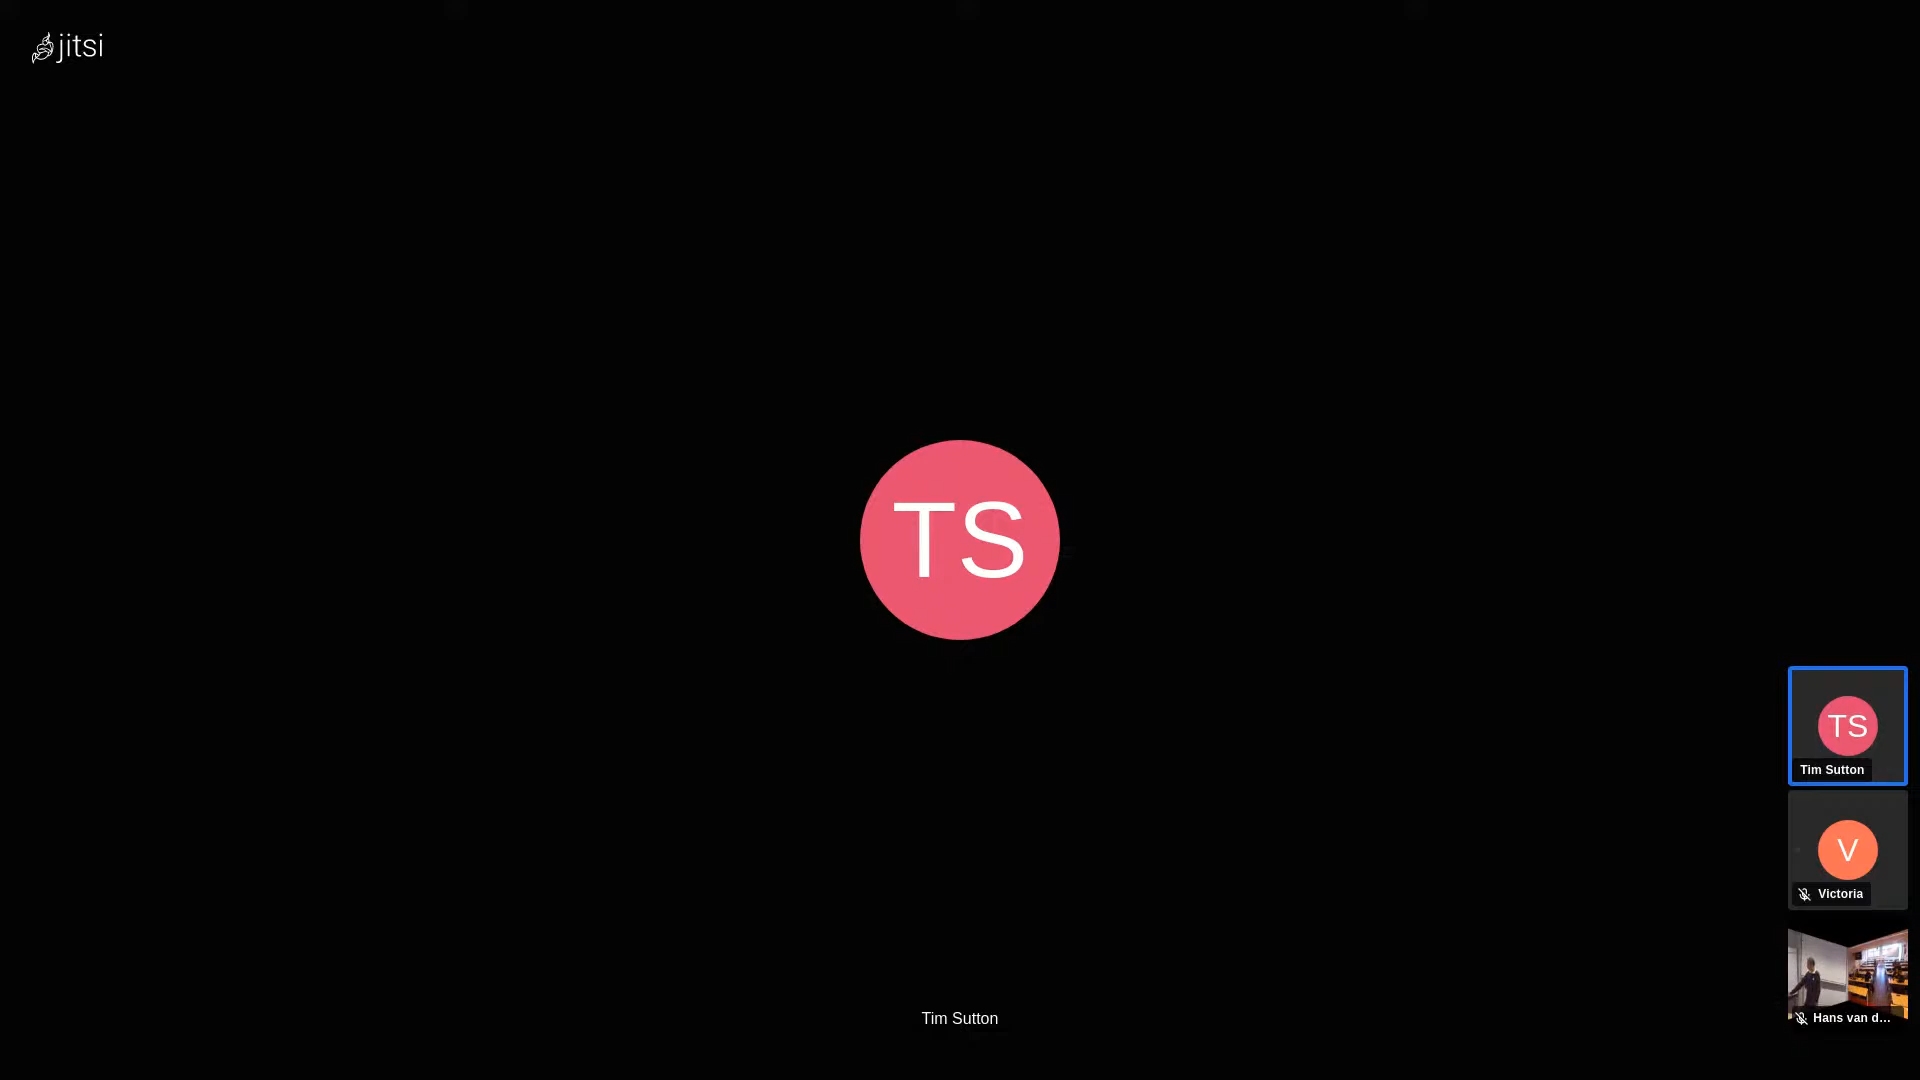 jitsi
TS
TS
Tim Sutton
V
Victoria
Hans van d...
Tim Sutton